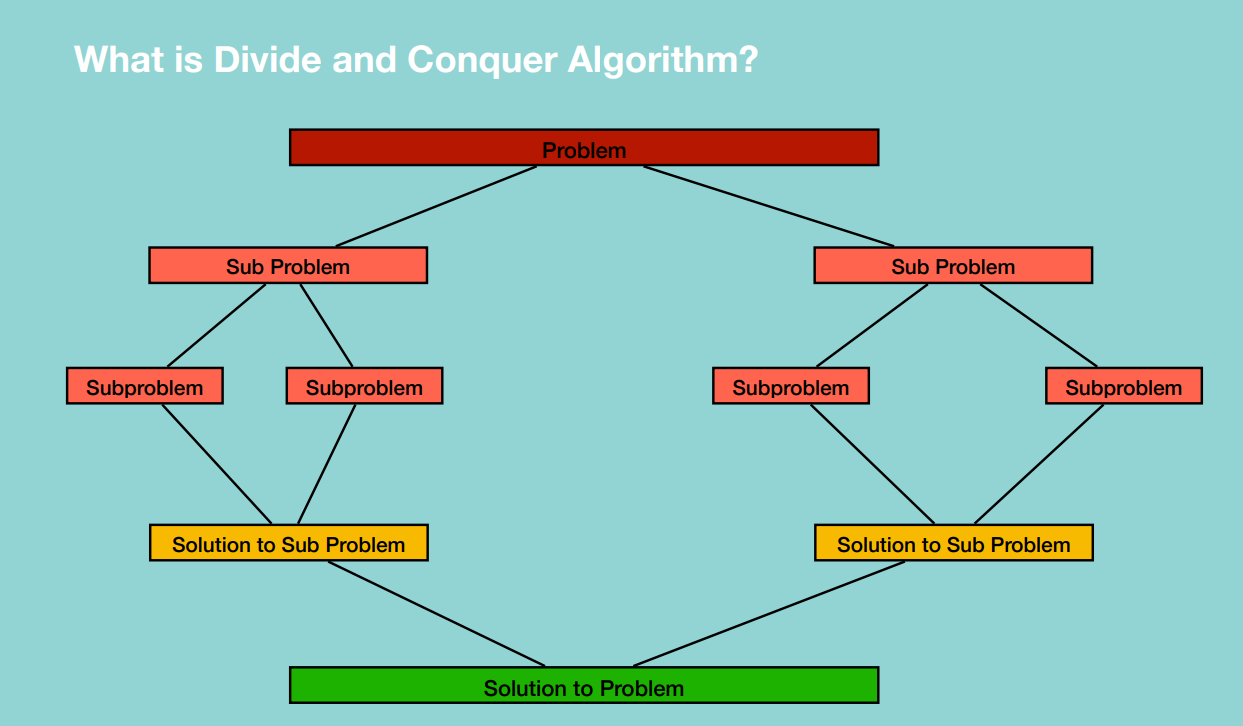 What is Divide and Conquer Algorithm?
Problem
Sub Problem
Sub Problem
Subproblem
Subproblem
Subproblem
Subproblem
Solution to Sub Problem
Solution to Sub Problem
Solution to Problem